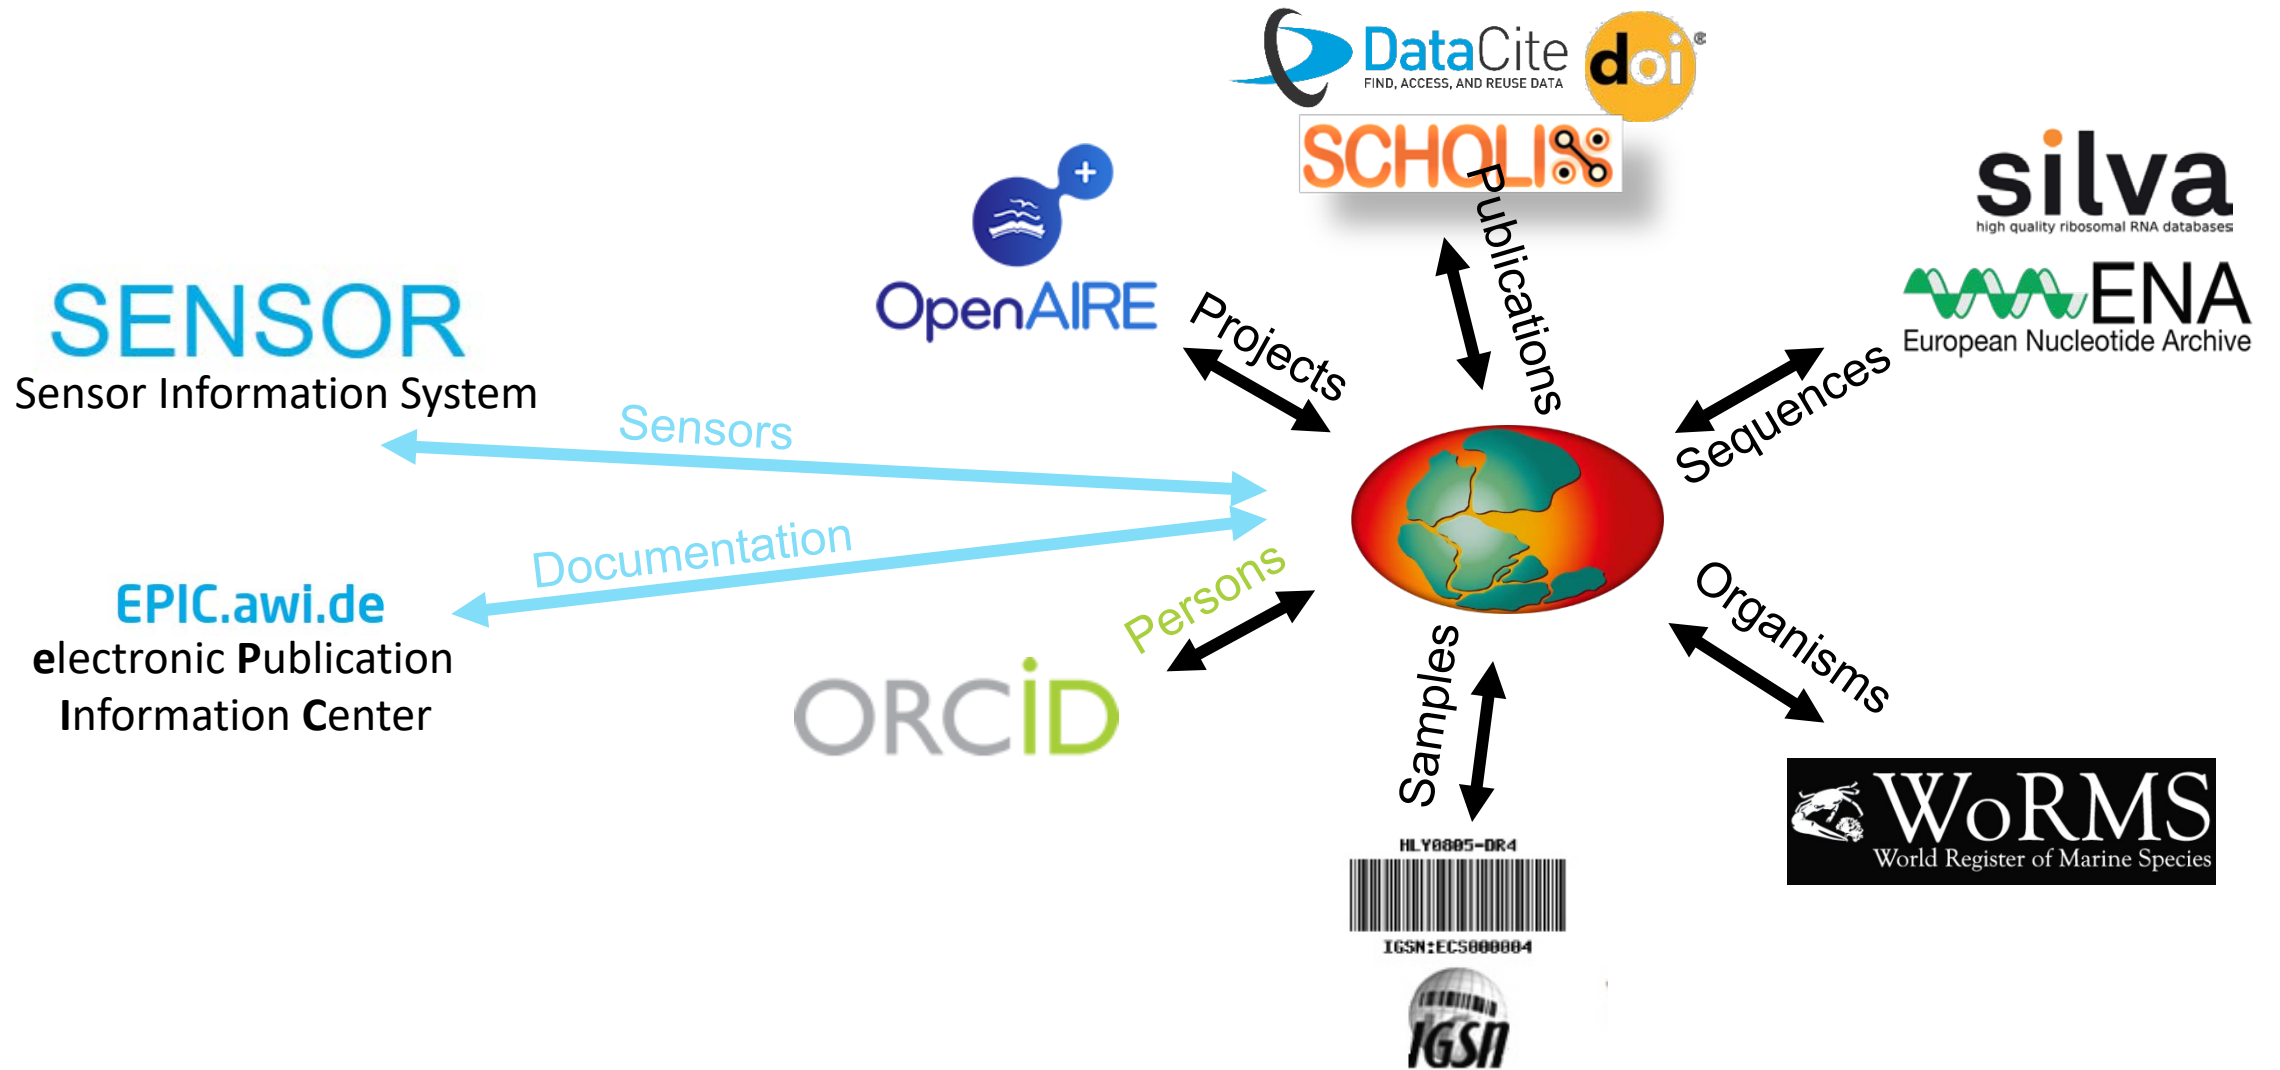 DataCite
FIND, ACCESS, AND REUSE DATA
doi®
SCHOLIX
Publications
silva
high quality ribosomal RNA databases
ENA
European Nucleotide Archive
Sequences
OpenAIRE
Projects
SENSOR
Sensor Information System
Sensors
Documentation
EPIC.awi.de
electronic Publication
Information Center
Persons
ORCiD
Samples
HLY0805-DR4
IGSN:ECS000004
IGSN
Organisms
WoRMS
World Register of Marine Species